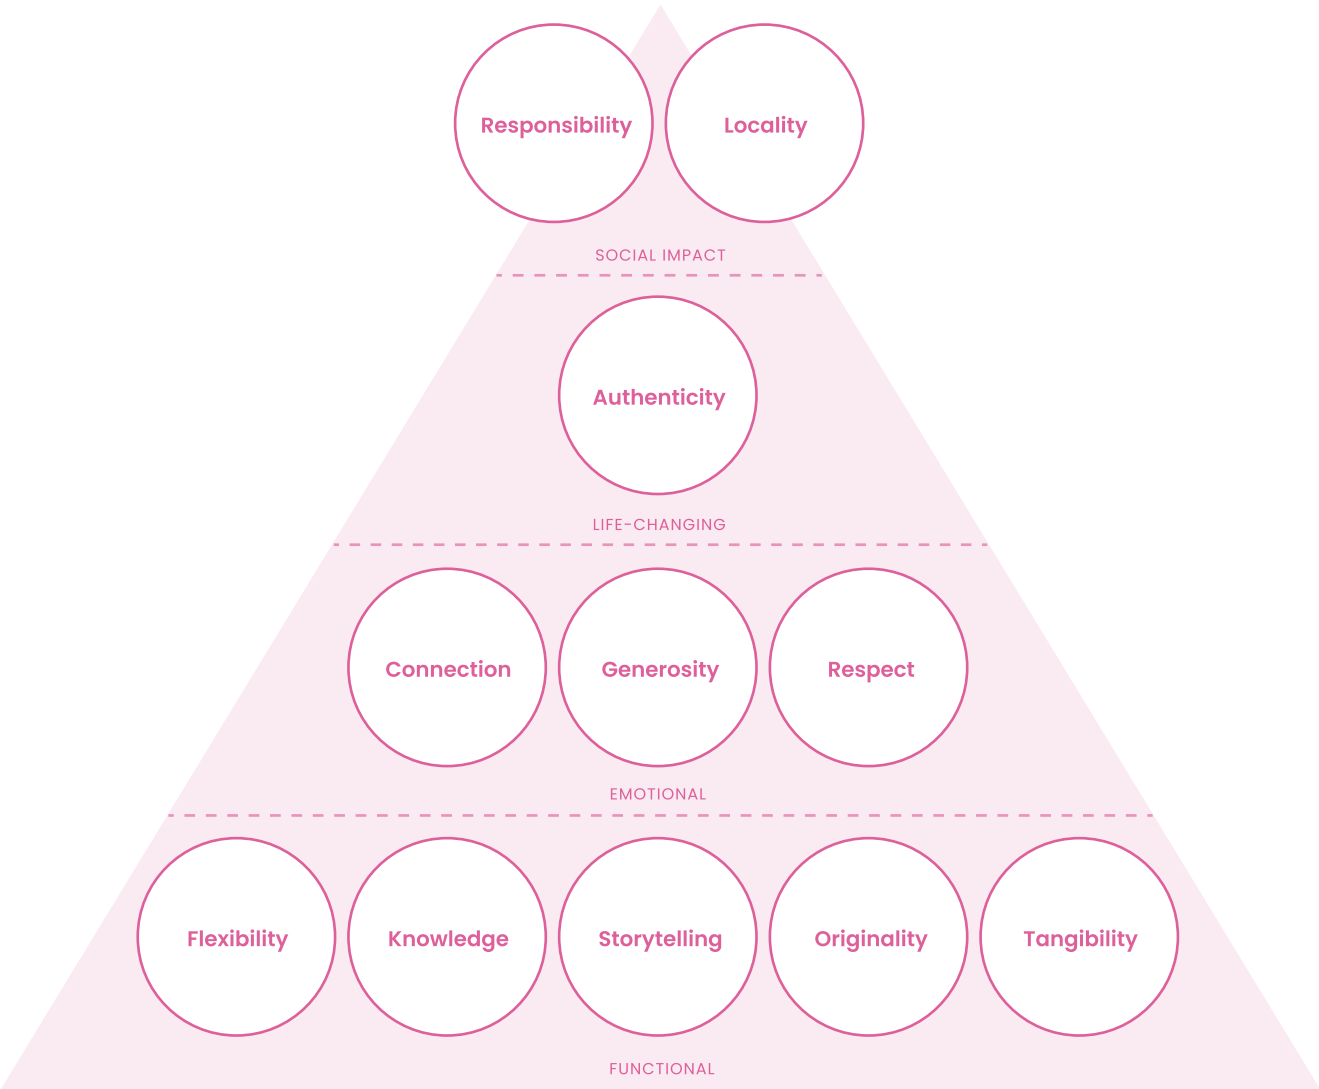 Responsibility
Locality
SOCIAL IMPACT
Authenticity
LIFE-CHANGING
Connection
Generosity
Respect
EMOTIONAL
Flexibility
Knowledge
Storytelling
Originality
Tangibility
FUNCTIONAL